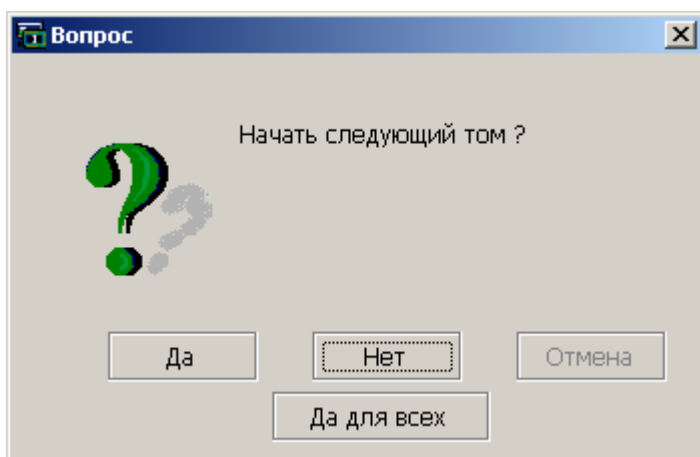 Вопрос
Начать следующий том ?
Да
Нет
Отмена
Да для всех